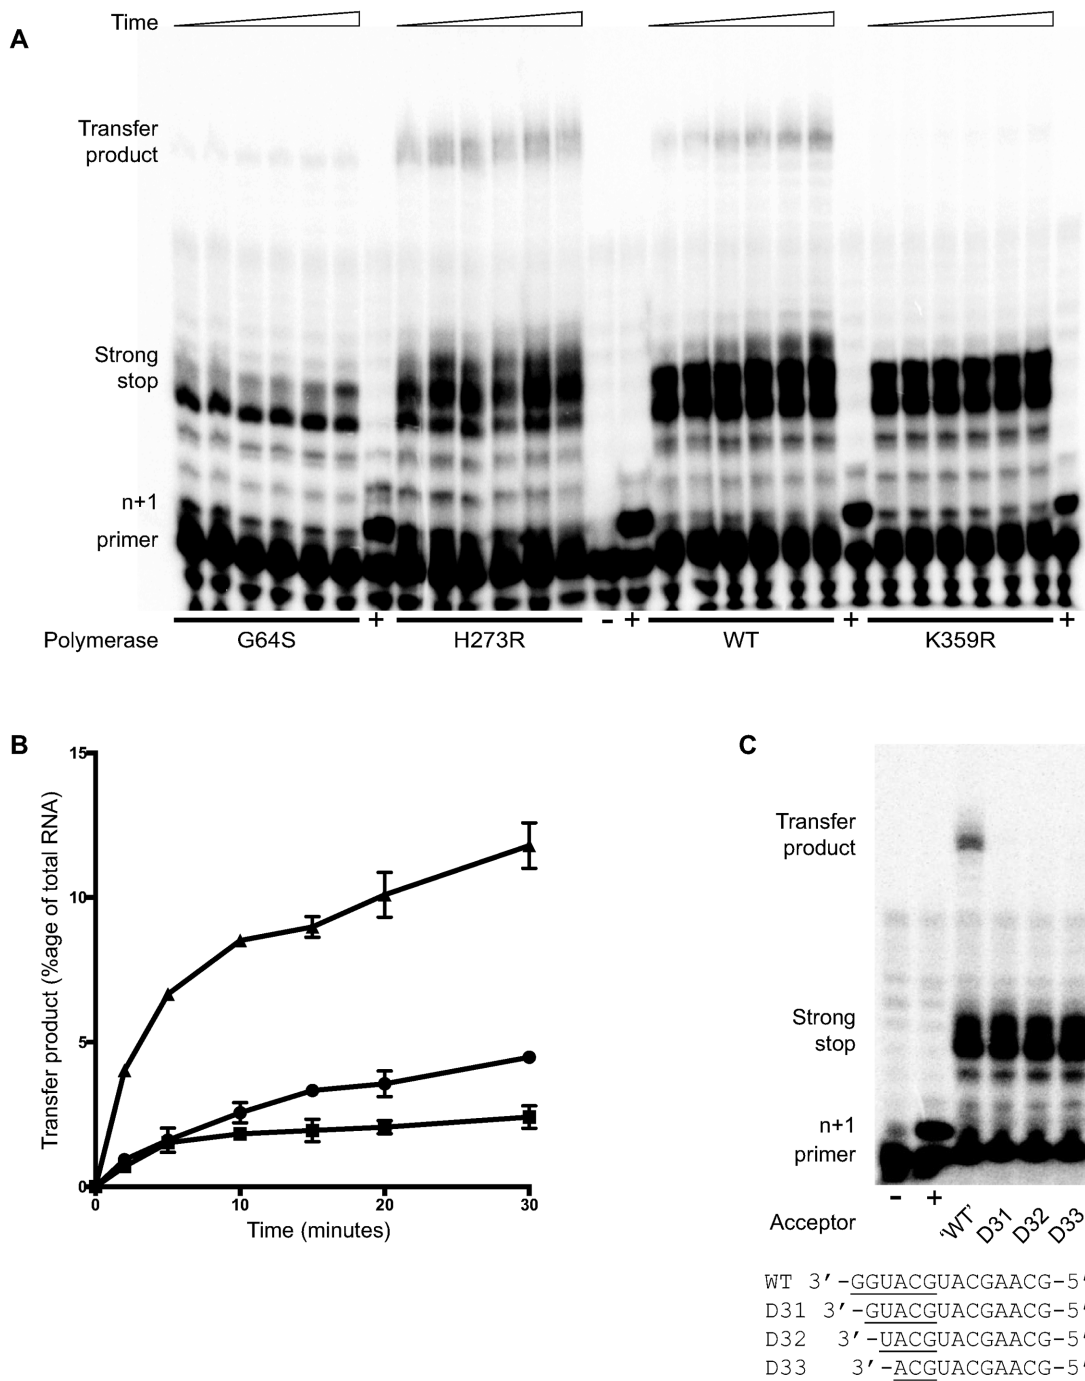 A
Time
Transfer
product
Strong
stop
n+1
primer
+ - + + +
Polymerase G64S H273R WT K359R
B
Transfer product (%age of total RNA)
15
10
5
0
0 10 20 30
Time (minutes)
C
Transfer
product
Strong
stop
n+1
primer
- +
Acceptor 'WT' D31 D32 D33
WT 3'-GGUACGUACGAACG-5'
D31 3'-GUACGUACGAACG-5'
D32 3'-UACGUACGAACG-5'
D33 3'-ACGUACGAACG-5'